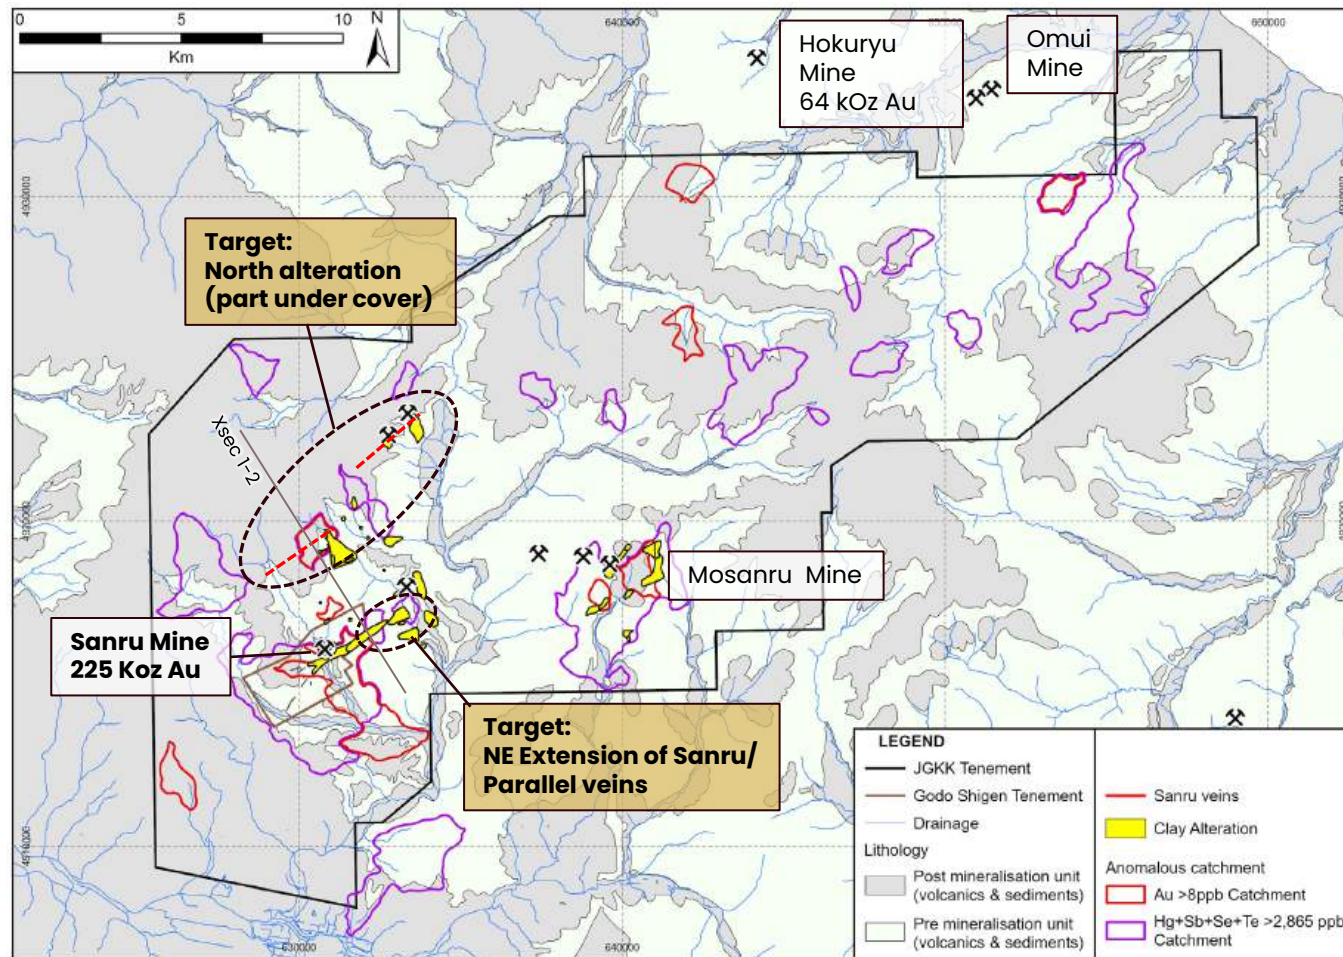 0 5 10
Km
N
640000
650000
660000
Hokuryu
Mine
64 kOz Au
Omui
Mine
4930000
Target:
North alteration
(part under cover)
Xsec 1-2
4920000
Mosanru Mine
Sanru Mine
225 Koz Au
Target:
NE Extension of Sanru/
Parallel veins
4910000
630000
640000
LEGEND
JGKK Tenement
Godo Shigen Tenement
Drainage
Lithology
Post mineralisation unit
(volcanics & sediments)
Pre mineralisation unit
(volcanics & sediments)
Sanru veins
Clay Alteration
Anomalous catchment
Au >8ppb Catchment
Hg+Sb+Se+Te >2,865 ppb
Catchment